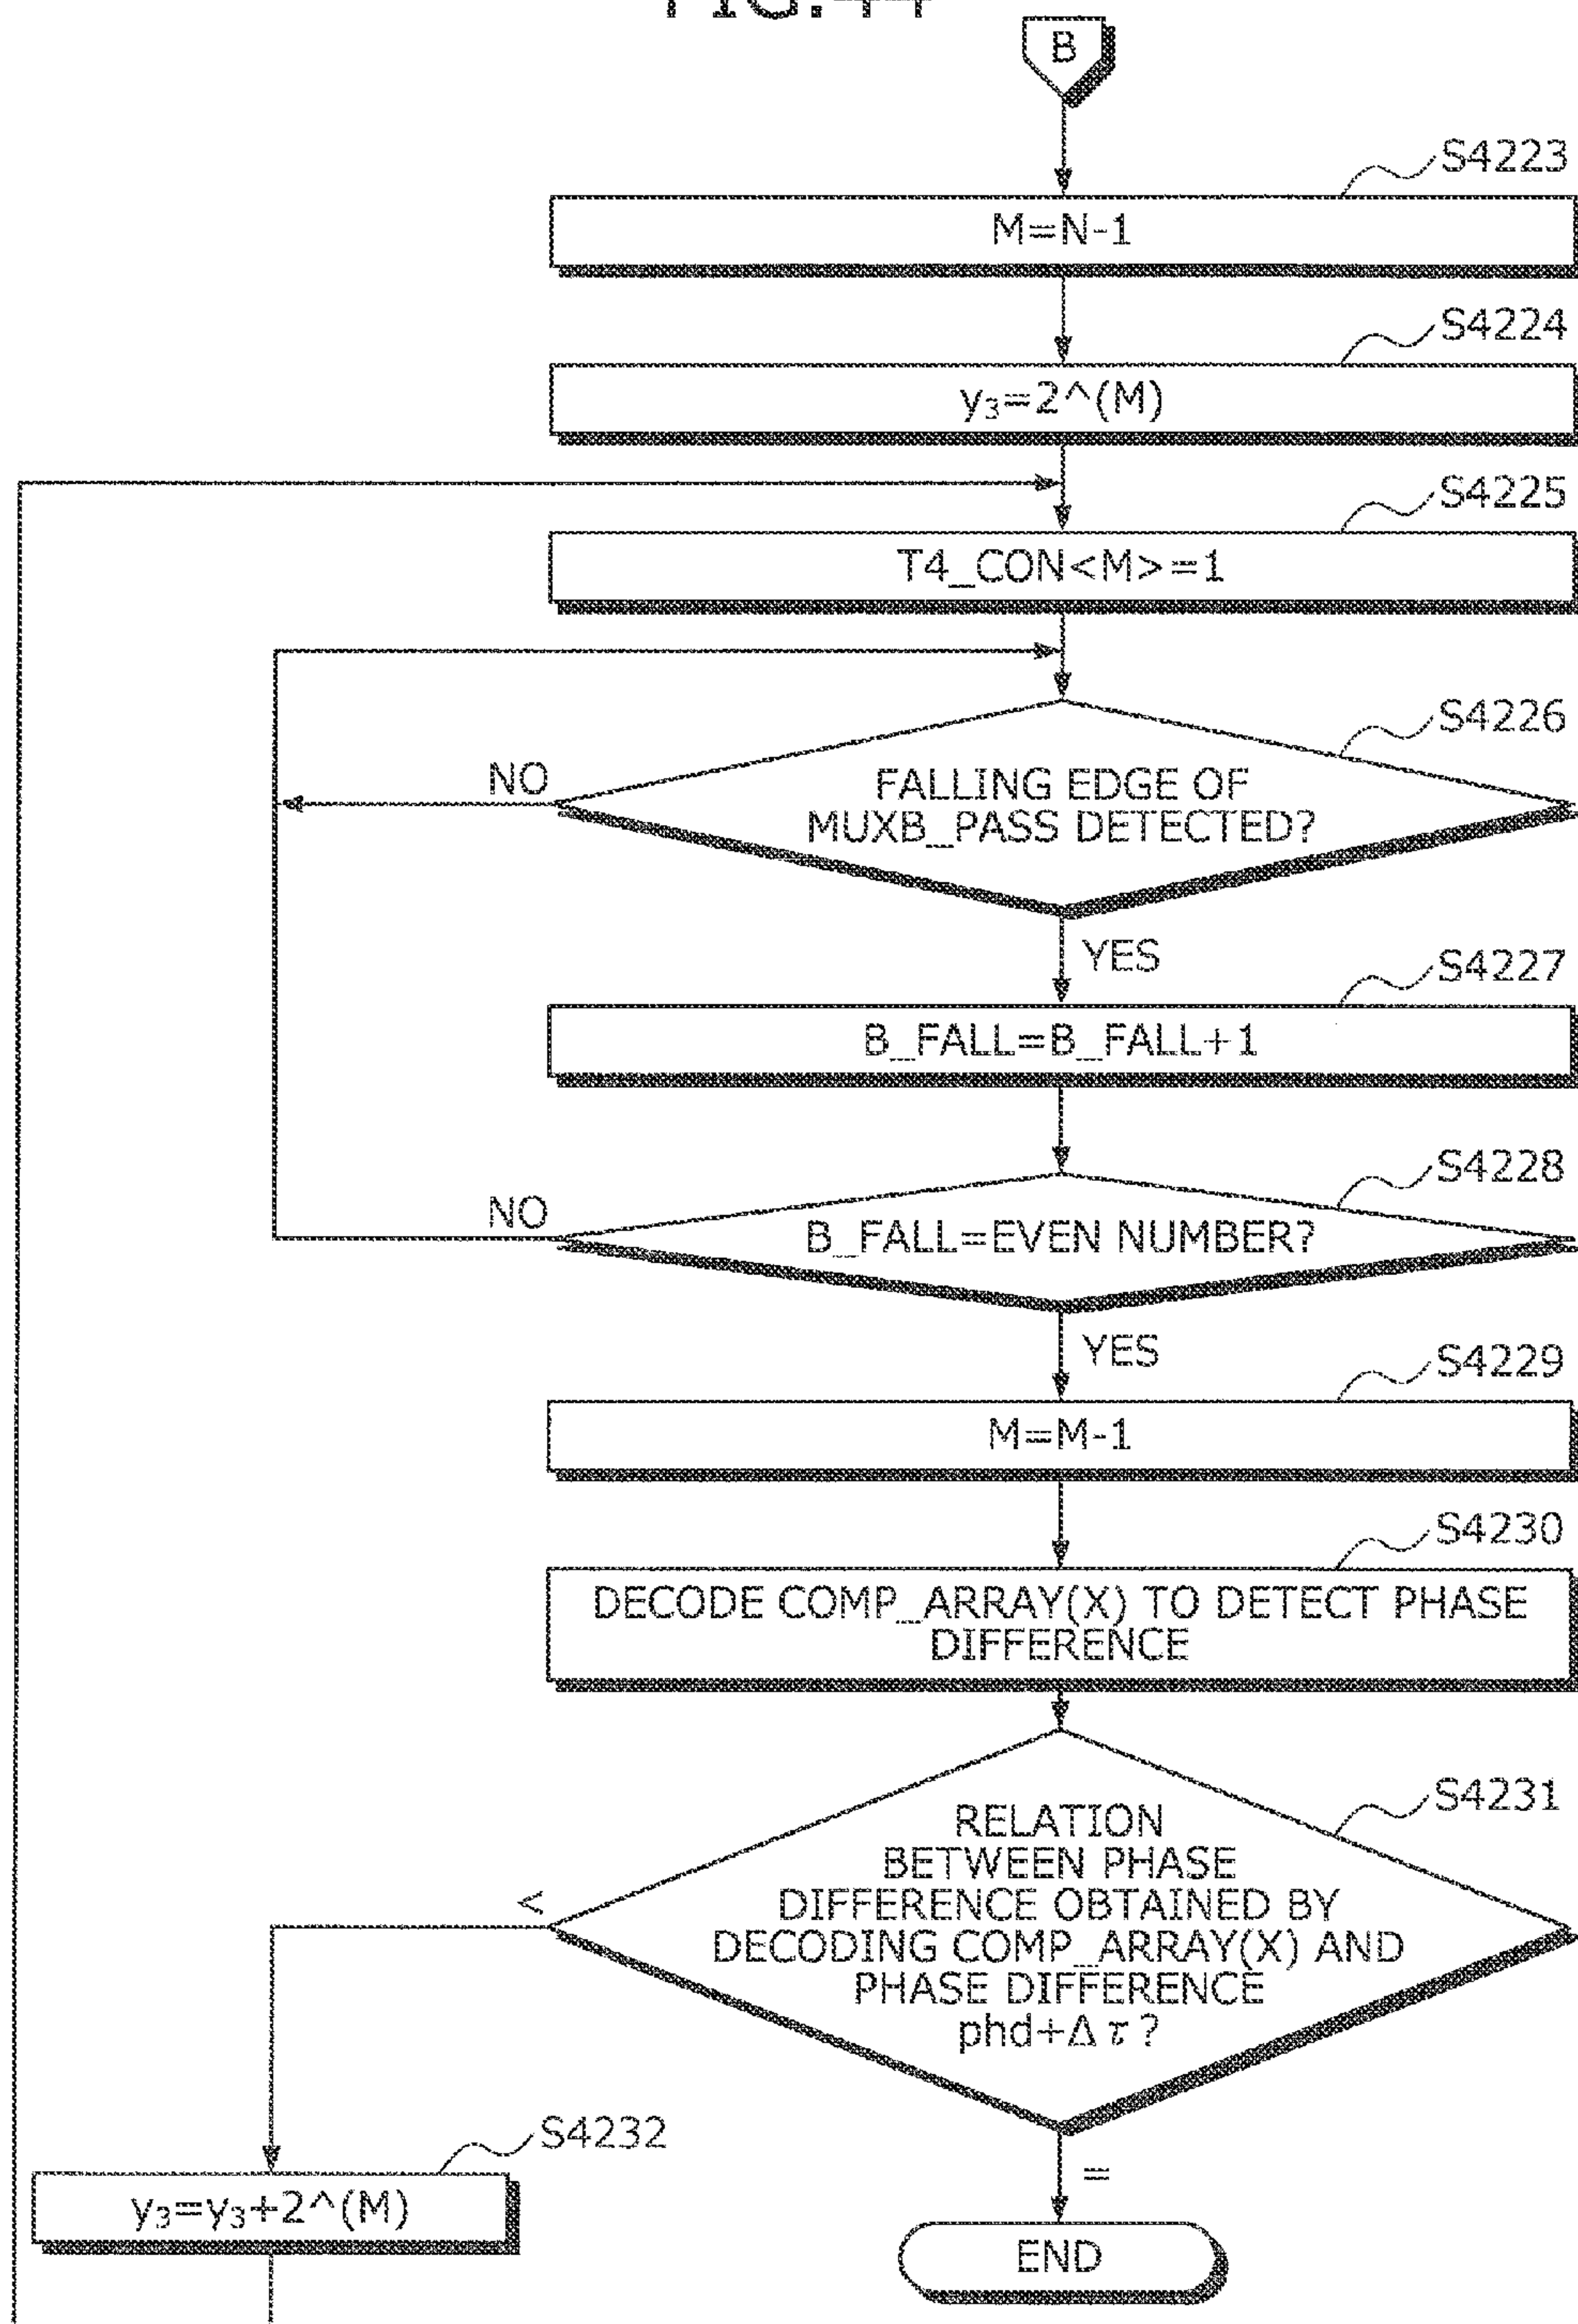 FIG.44
B
S4223
M=N-1
S4224
y₃=2^(M)
S4225
T4_CON<M>=1
S4226
NO
FALLING EDGE OF
MUXB_PASS DETECTED?
YES
S4227
B_FALL=B_FALL+1
S4228
NO
B_FALL=EVEN NUMBER?
YES
S4229
M=M-1
S4230
DECODE COMP_ARRAY(X) TO DETECT PHASE
DIFFERENCE
S4231
RELATION
BETWEEN PHASE
DIFFERENCE OBTAINED BY
DECODING COMP_ARRAY(X) AND
PHASE DIFFERENCE
phd+Δτ?
<
S4232
y₃=y₃+2^(M)
=
END